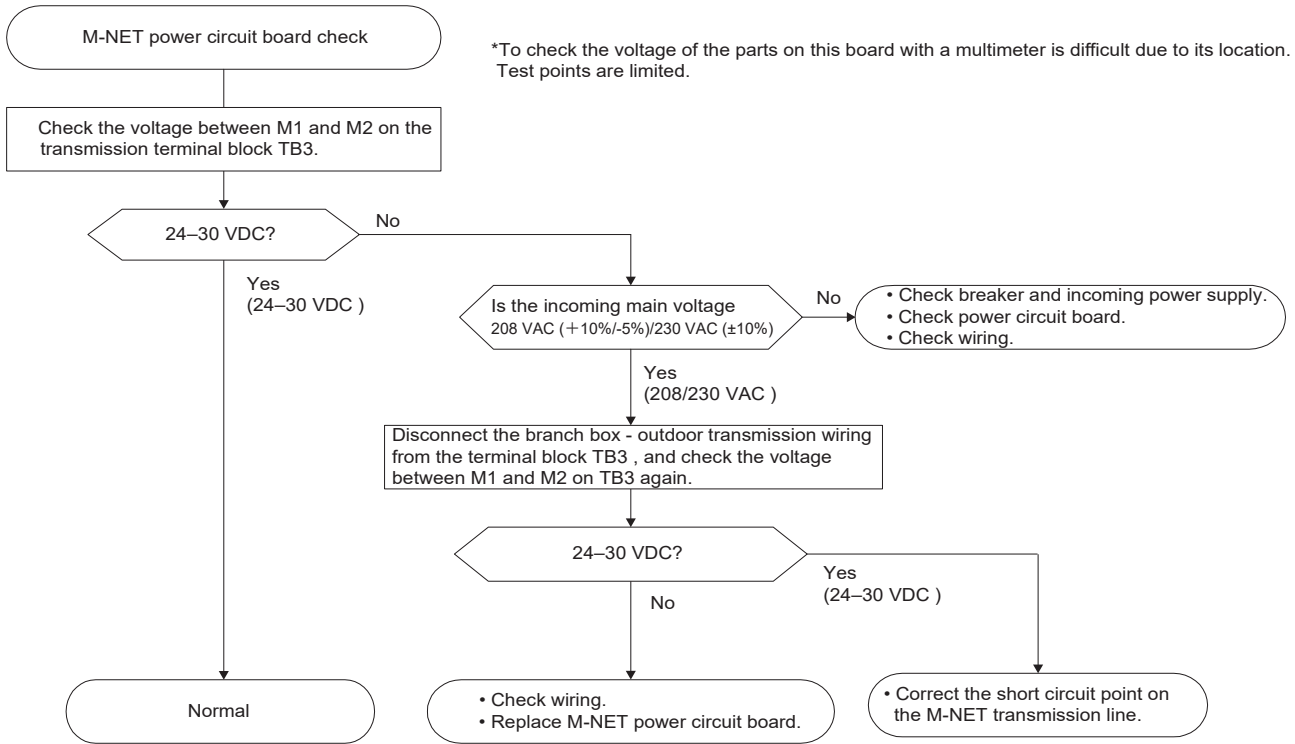 M-NET power circuit board check
*To check the voltage of the parts on this board with a multimeter is difficult due to its location.
Test points are limited.
Check the voltage between M1 and M2 on the
transmission terminal block TB3.
24–30 VDC?
No
Yes
(24–30 VDC )
Is the incoming main voltage
208 VAC (+10%/-5%)/230 VAC (±10%)
No
• Check breaker and incoming power supply.
• Check power circuit board.
• Check wiring.
Yes
(208/230 VAC )
Disconnect the branch box - outdoor transmission wiring
from the terminal block TB3 , and check the voltage
between M1 and M2 on TB3 again.
24–30 VDC?
Yes
(24–30 VDC )
No
Normal
• Check wiring.
• Replace M-NET power circuit board.
• Correct the short circuit point on
the M-NET transmission line.